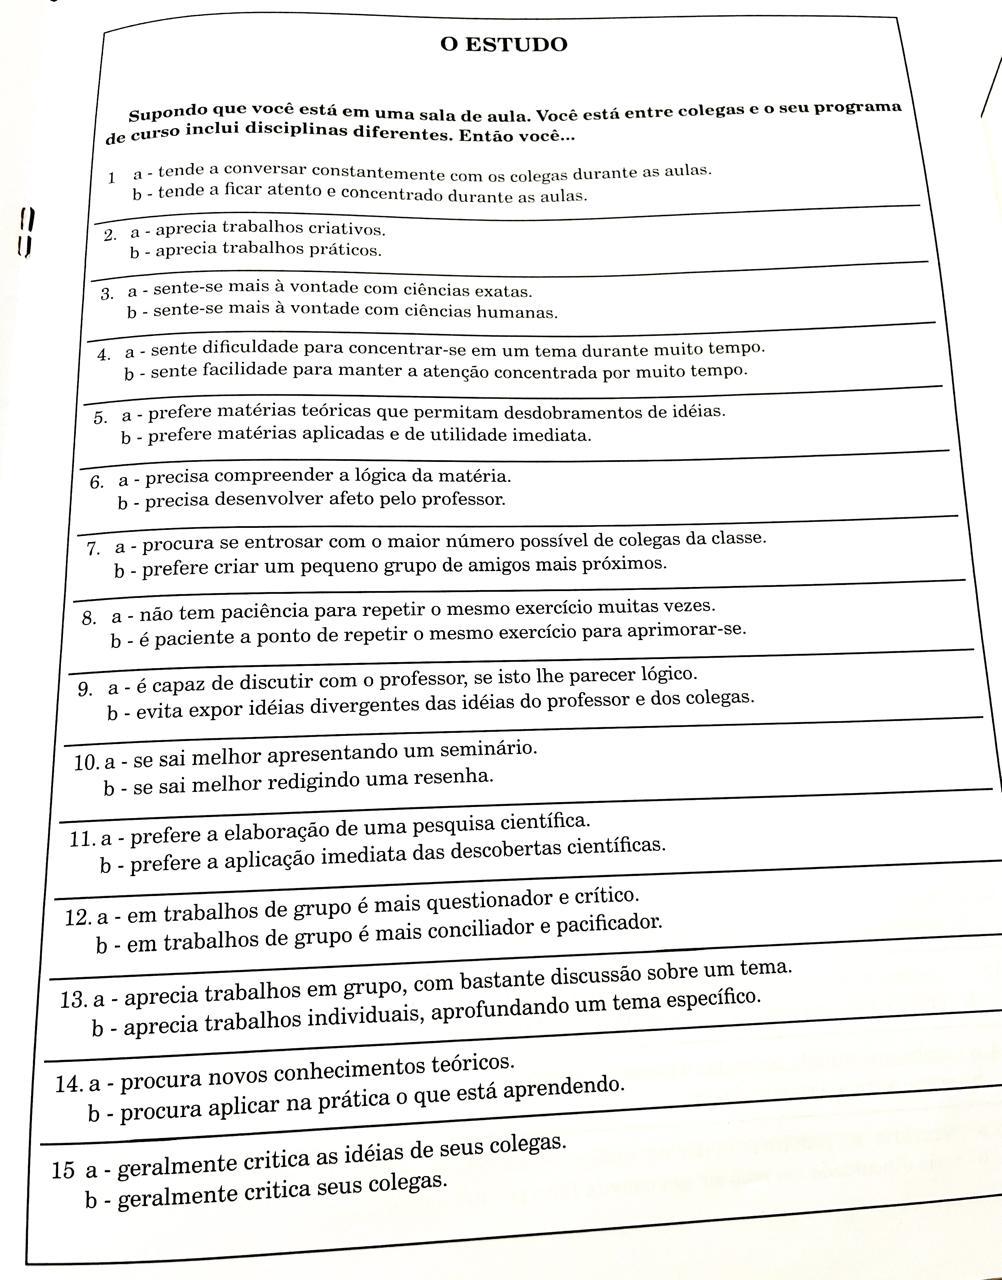 O ESTUDO
Supondo que você está em uma sala de aula. Você está entre colegas e o seu programa
de curso inclui disciplinas diferentes. Então você...
1 a - tende a conversar constantemente com os colegas durante as aulas.
b - tende a ficar atento e concentrado durante as aulas.
2. a - aprecia trabalhos criativos.
b - aprecia trabalhos práticos.
3. a - sente-se mais à vontade com ciências exatas.
b - sente-se mais à vontade com ciências humanas.
4. a - sente dificuldade para concentrar-se em um tema durante muito tempo.
b - sente facilidade para manter a atenção concentrada por muito tempo.
5. a - prefere matérias teóricas que permitam desdobramentos de idéias.
b - prefere matérias aplicadas e de utilidade imediata.
6. a - precisa compreender a lógica da matéria.
b - precisa desenvolver afeto pelo professor.
7. a - procura se entrosar com o maior número possível de colegas da classe.
b - prefere criar um pequeno grupo de amigos mais próximos.
8. a - não tem paciência para repetir o mesmo exercício muitas vezes.
b - é paciente a ponto de repetir o mesmo exercício para aprimorar-se.
9. a - é capaz de discutir com o professor, se isto lhe parecer lógico.
b - evita expor idéias divergentes das idéias do professor e dos colegas.
10. a - se sai melhor apresentando um seminário.
b - se sai melhor redigindo uma resenha.
11. a - prefere a elaboração de uma pesquisa científica.
b - prefere a aplicação imediata das descobertas científicas.
12. a - em trabalhos de grupo é mais questionador e crítico.
b - em trabalhos de grupo é mais conciliador e pacificador.
13. a - aprecia trabalhos em grupo, com bastante discussão sobre um tema.
b - aprecia trabalhos individuais, aprofundando um tema específico.
14. a - procura novos conhecimentos teóricos.
b - procura aplicar na prática o que está aprendendo.
15 a - geralmente critica as idéias de seus colegas.
b - geralmente critica seus colegas.